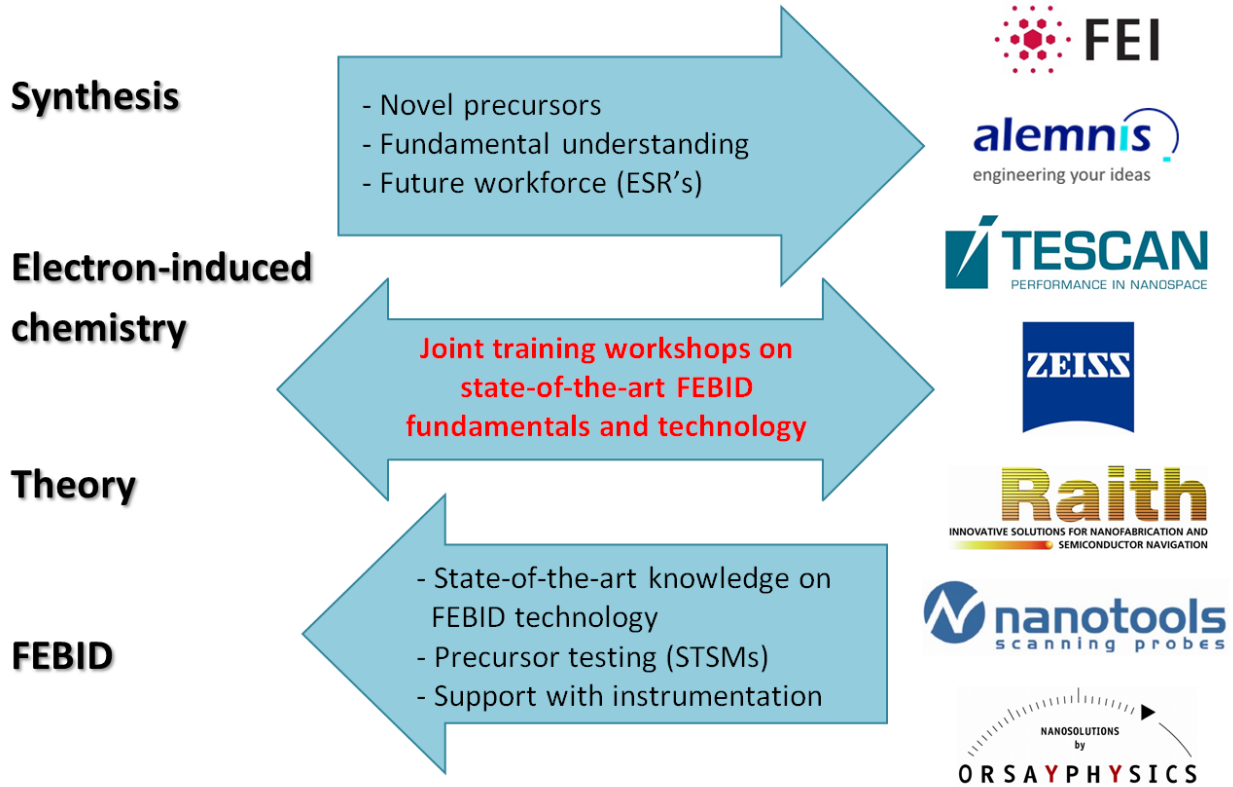 Synthesis
Electron-induced
chemistry
Theory
FEBID
- Novel precursors
- Fundamental understanding
- Future workforce (ESR's)
Joint training workshops on
state-of-the-art FEBID
fundamentals and technology
- State-of-the-art knowledge on
FEBID technology
- Precursor testing (STSMs)
- Support with instrumentation
FEI
alemnis
engineering your ideas
TESCAN
PERFORMANCE IN NANOSPACE
ZEISS
Raith
INNOVATIVE SOLUTIONS FOR NANOFABRICATION AND
SEMICONDUCTOR NAVIGATION
nanotools
scanning probes
NANOSOLUTIONS
by
ORSAYPHYSICS